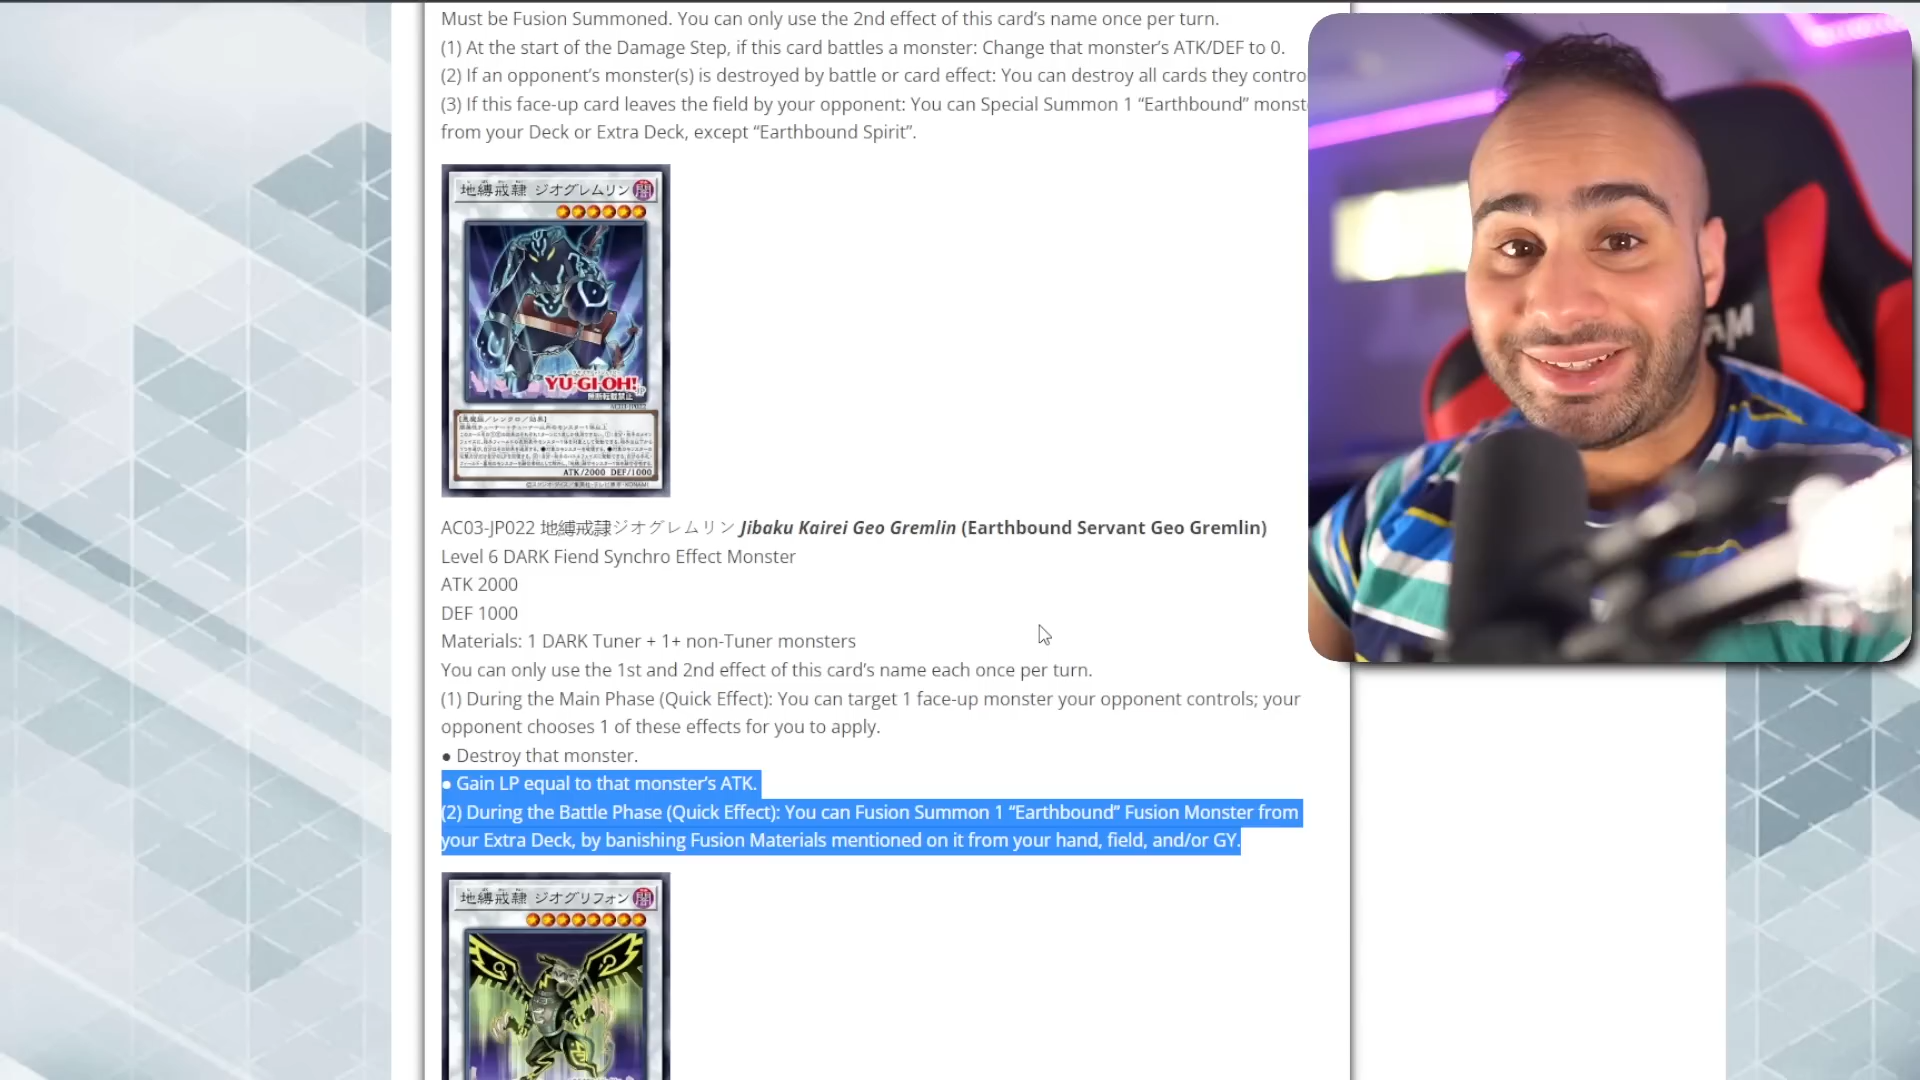 Must be Fusion Summoned. You can only use the 2nd effect of this card's name once per turn.
(1) At the start of the Damage Step, if this card battles a monster: Change that monster's ATK/DEF to 0.
(2) If an opponent's monster(s) is destroyed by battle or card effect: You can destroy all cards they contro
(3) If this face-up card leaves the field by your opponent: You can Special Summon 1 “Earthbound” monst
from your Deck or Extra Deck, except “Earthbound Spirit”.
地縛戒隷 ジオグレムリン 闇
YU-GI-OH!
無断転載禁止
AC03-JP022
ATK/2000 DEF/1000
AC03-JP022 地縛戒隷ジオグレムリン Jibaku Kairei Geo Gremlin (Earthbound Servant Geo Gremlin)
Level 6 DARK Fiend Synchro Effect Monster
ATK 2000
DEF 1000
Materials: 1 DARK Tuner + 1+ non-Tuner monsters
You can only use the 1st and 2nd effect of this card's name each once per turn.
(1) During the Main Phase (Quick Effect): You can target 1 face-up monster your opponent controls; your
opponent chooses 1 of these effects for you to apply.
● Destroy that monster.
● Gain LP equal to that monster's ATK.
(2) During the Battle Phase (Quick Effect): You can Fusion Summon 1 “Earthbound” Fusion Monster from
your Extra Deck, by banishing Fusion Materials mentioned on it from your hand, field, and/or GY.
地縛戒隷 ジオグリフォン 闇